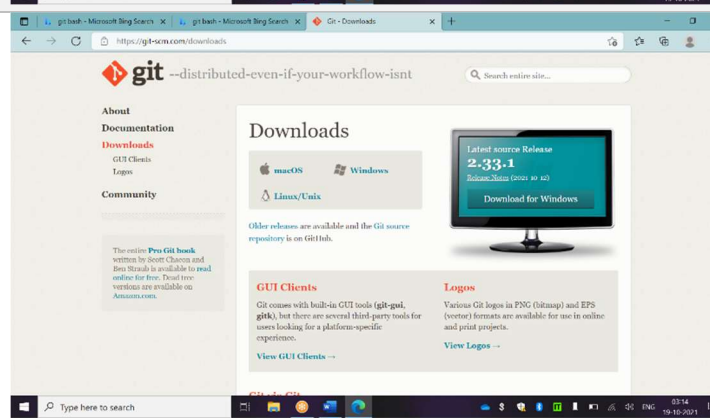 git bash - Microsoft Bing Search
git bash - Microsoft Bing Search
Git - Downloads
https://git-scm.com/downloads
git --distributed-even-if-your-workflow-isnt
Search entire site...
About
Documentation
Downloads
GUI Clients
Logos
Community
The entire Pro Git book
written by Scott Chacon and
Ben Straub is available to read
online for free. Dead tree
versions are available on
Amazon.com.
Downloads
macOS
Windows
Linux/Unix
Older releases are available and the Git source
repository is on GitHub.
Latest source Release
2.33.1
Release Notes (2021-10-12)
Download for Windows
GUI Clients
Git comes with built-in GUI tools (git-gui,
gitk), but there are several third-party tools for
users looking for a platform-specific
experience.
View GUI Clients →
Logos
Various Git logos in PNG (bitmap) and EPS
(vector) formats are available for use in online
and print projects.
View Logos →
Type here to search
ENG
03:14
19-10-2021